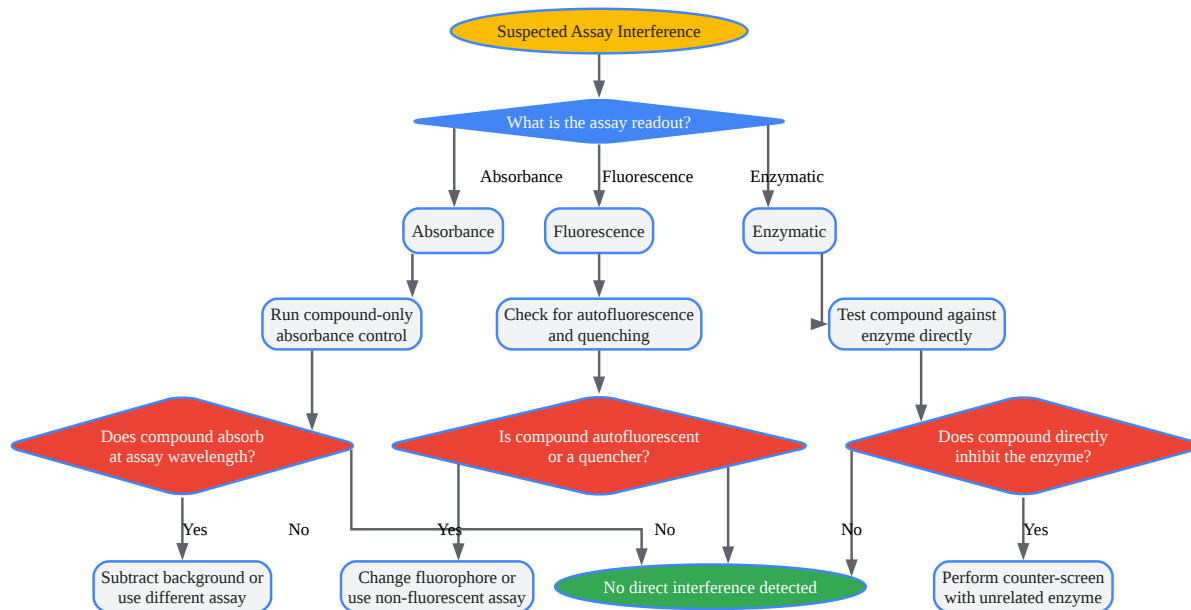 Suspected Assay Interference
What is the assay readout?
Absorbance
Fluorescence
Enzymatic
Absorbance
Fluorescence
Enzymatic
Run compound-only
absorbance control
Check for autofluorescence
and quenching
Test compound against
enzyme directly
Does compound absorb
at assay wavelength?
Is compound autofluorescent
or a quencher?
Does compound directly
inhibit the enzyme?
Yes
No
Yes
No
No
Yes
Subtract background or
use different assay
Change fluorophore or
use non-fluorescent assay
No direct interference detected
Perform counter-screen
with unrelated enzyme